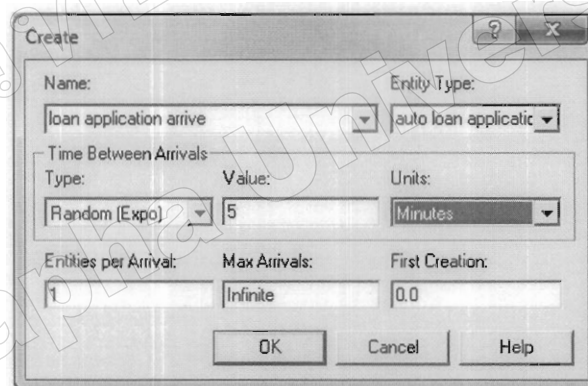 Create
Name:
Entity Type:
loan application arrive
auto loan applicatic
Time Between Arrivals
Type:
Value:
Units:
Random (Expo)
5
Minutes
Entities per Arrival:
Max Arrivals:
First Creation:
1
Infinite
0.0
OK
Cancel
Help